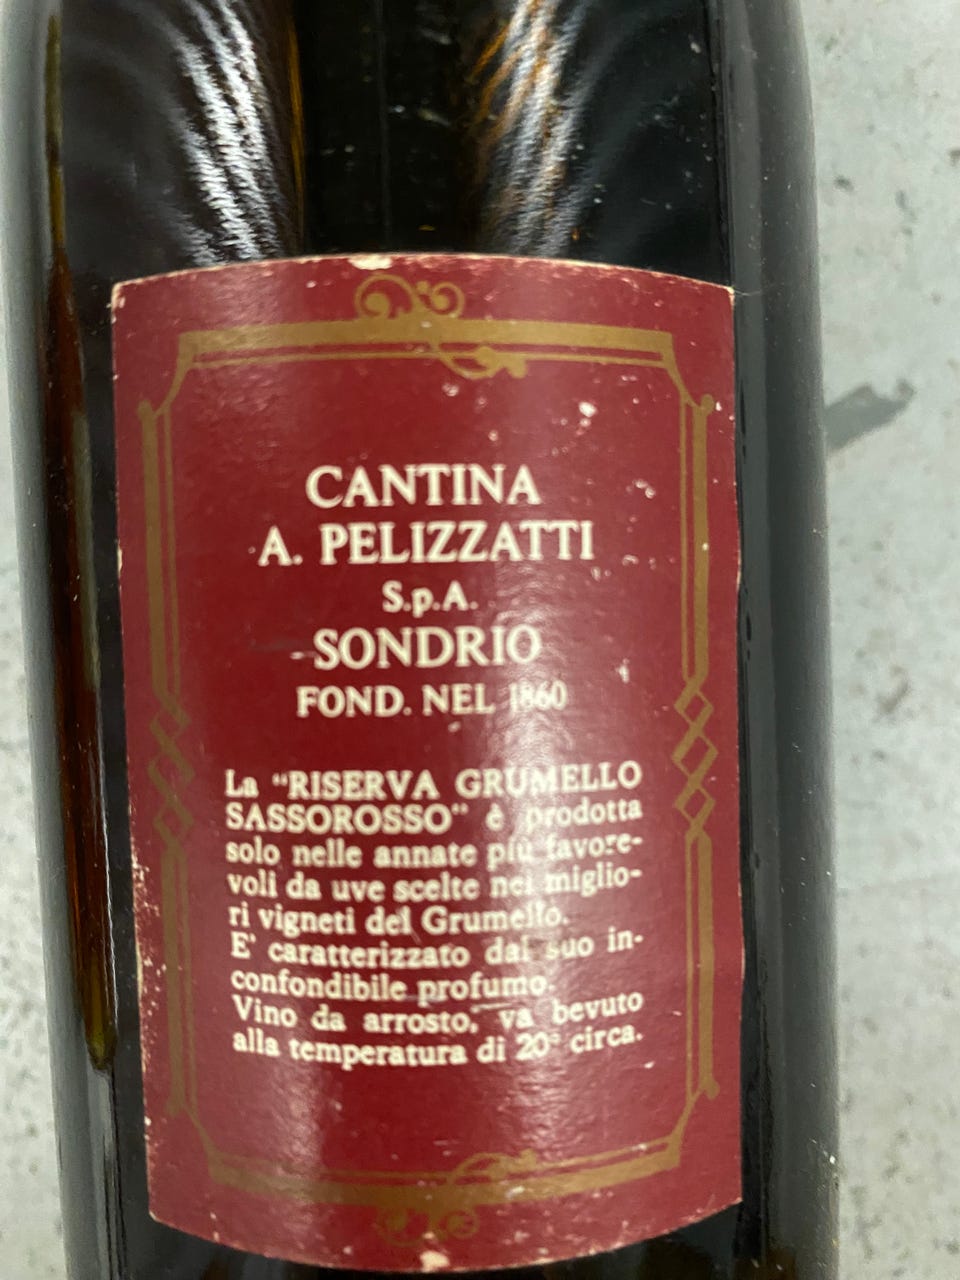 CANTINA
A. PELIZZATTI
S.p.A.
SONDRIO
FOND. NEL 1860
La "RISERVA GRUMELLO
SASSOROSSO" è prodotta
solo nelle annate più favore-
voli da uve scelte nei miglio-
ri vigneti del Grumello.
E' caratterizzato dal suo in-
confondibile profumo.
Vino da arrosto, va bevuto
alla temperatura di 20° circa.